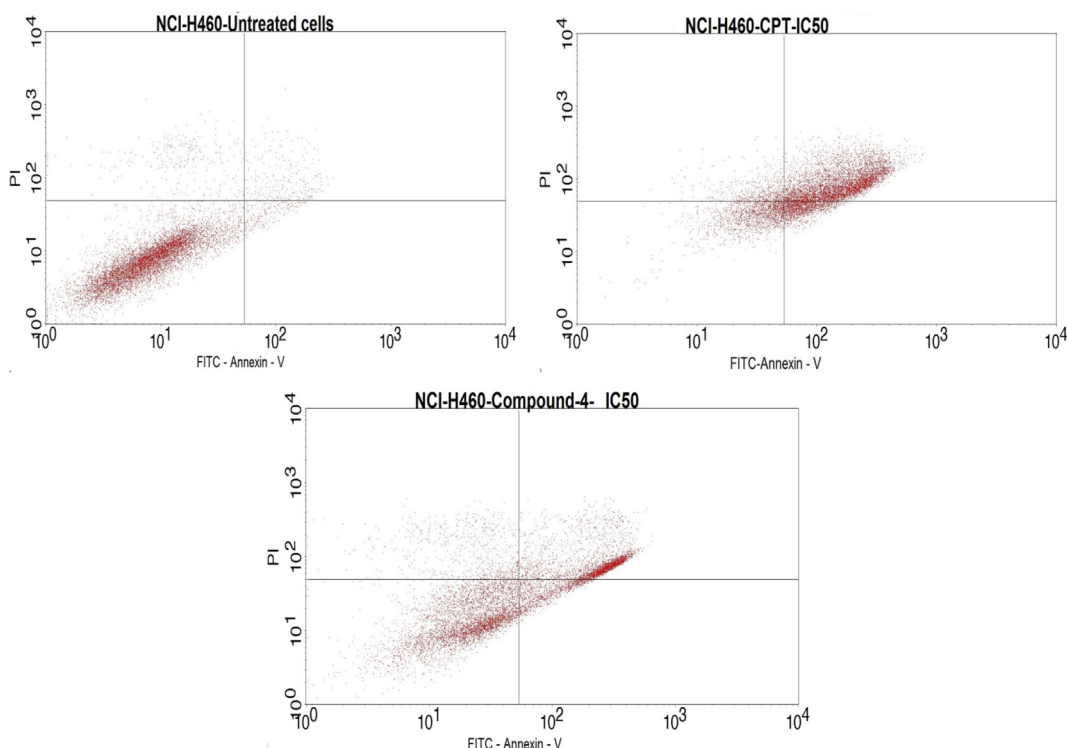 NCI-H460-Untreated cells
10^4
10^3
10^2
10^1
10^0
PI
10^0 10^1 10^2 10^3 10^4
FITC - Annexin - V
NCI-H460-CPT-IC50
10^4
10^3
10^2
10^1
10^0
PI
10^0 10^1 10^2 10^3 10^4
FITC-Annexin - V
NCI-H460-Compound-4- IC50
10^4
10^3
10^2
10^1
10^0
PI
10^0 10^1 10^2 10^3 10^4
FITC - Annexin - V